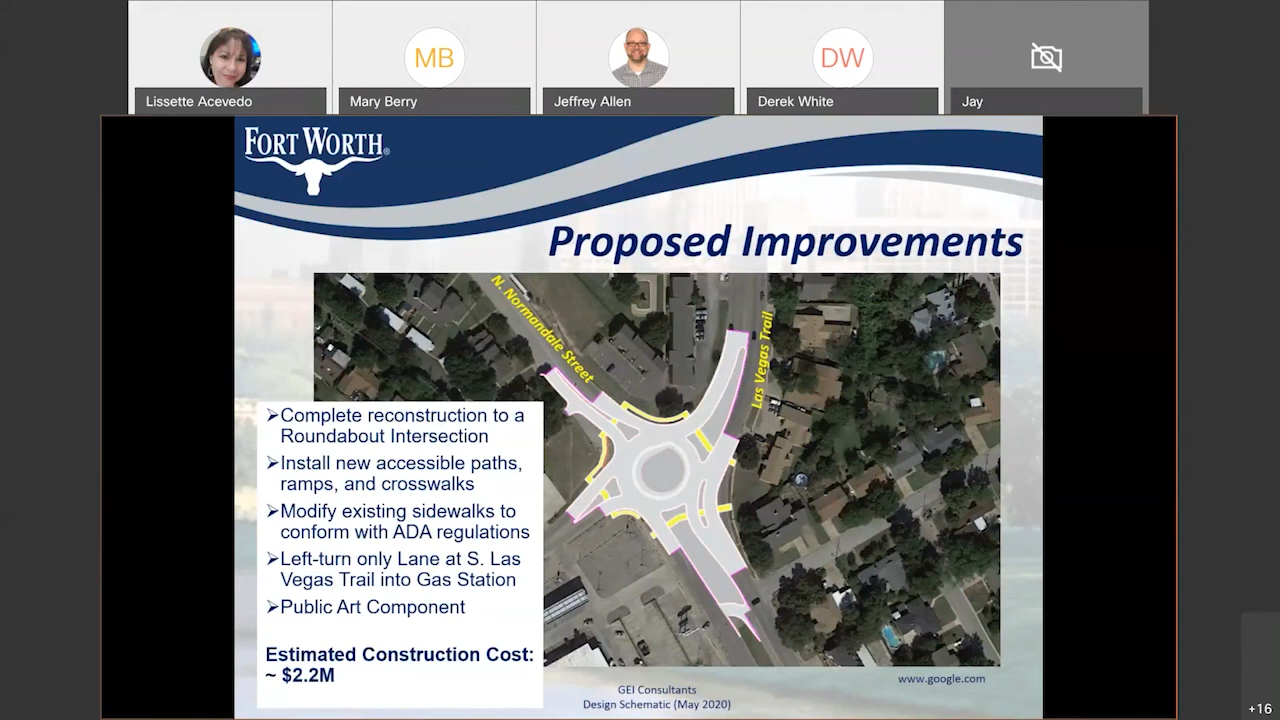 MB
DW
Lissette Acevedo
Mary Berry
Jeffrey Allen
Derek White
Jay
FORT WORTH®
Proposed Improvements
N. Normandale Street
Las Vegas Trail
➢Complete reconstruction to a
Roundabout Intersection
➢Install new accessible paths,
ramps, and crosswalks
➢Modify existing sidewalks to
conform with ADA regulations
➢Left-turn only Lane at S. Las
Vegas Trail into Gas Station
➢Public Art Component
Estimated Construction Cost:
~ $2.2M
www.google.com
GEI Consultants
Design Schematic (May 2020)
+16